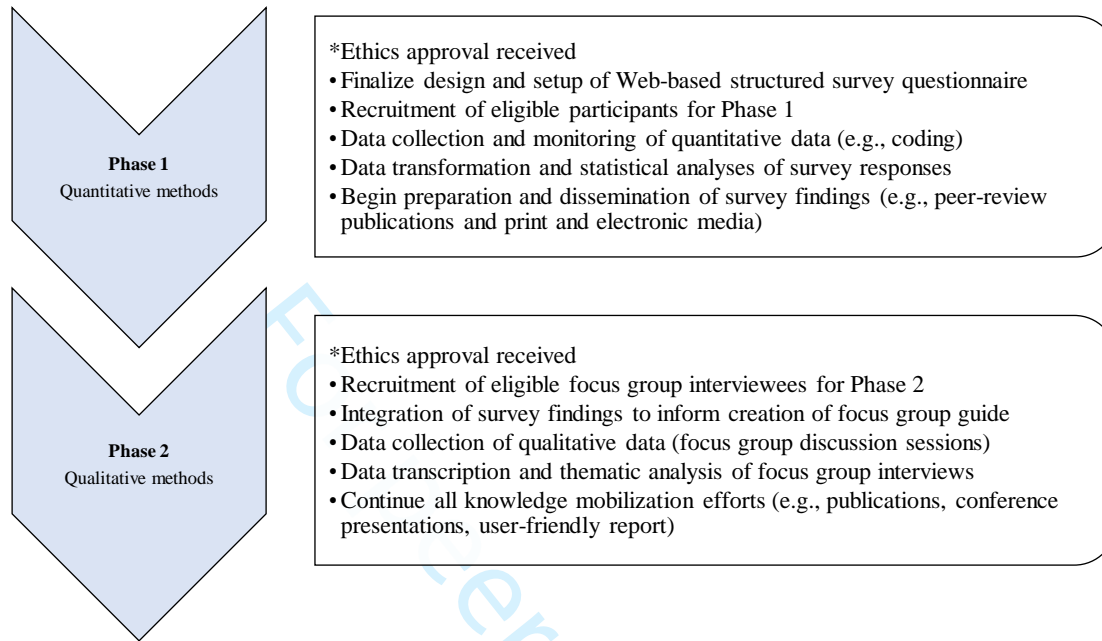 Phase 1
Quantitative methods
*Ethics approval received
• Finalize design and setup of Web-based structured survey questionnaire
• Recruitment of eligible participants for Phase 1
• Data collection and monitoring of quantitative data (e.g., coding)
• Data transformation and statistical analyses of survey responses
• Begin preparation and dissemination of survey findings (e.g., peer-review
publications and print and electronic media)
Phase 2
Qualitative methods
*Ethics approval received
• Recruitment of eligible focus group interviewees for Phase 2
• Integration of survey findings to inform creation of focus group guide
• Data collection of qualitative data (focus group discussion sessions)
• Data transcription and thematic analysis of focus group interviews
• Continue all knowledge mobilization efforts (e.g., publications, conference
presentations, user-friendly report)